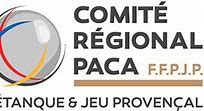 COMITÉ
RÉGIONAL
PACA F.F.P.J.P.
ÉTANQUE & JEU PROVENÇAL